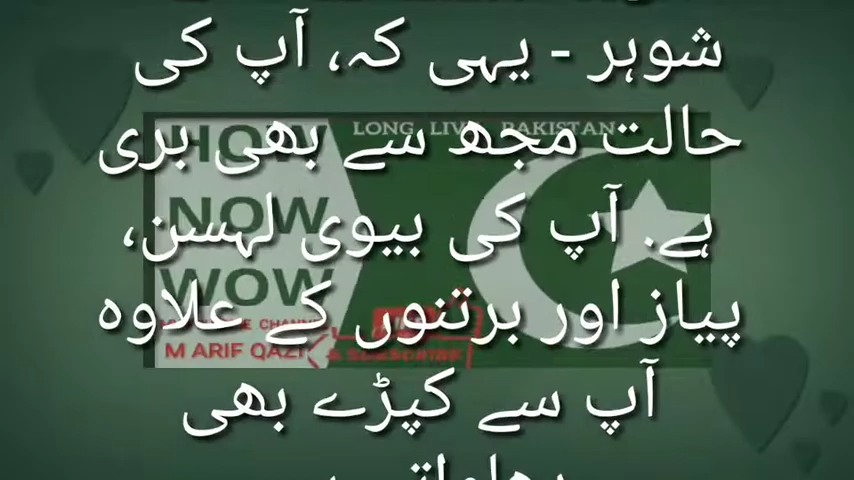 شوہر - یہی کہ، آپ کی
حالت مجھ سے بھی بری
ہے. آپ کی بیوی لہسن،
پیاز اور برتنوں کے علاوہ
آپ سے کپڑے بھی
LONG LIVE PAKISTAN
HOW
NOW
WOW
M ARIF QAZI
& SUBSCRIBE